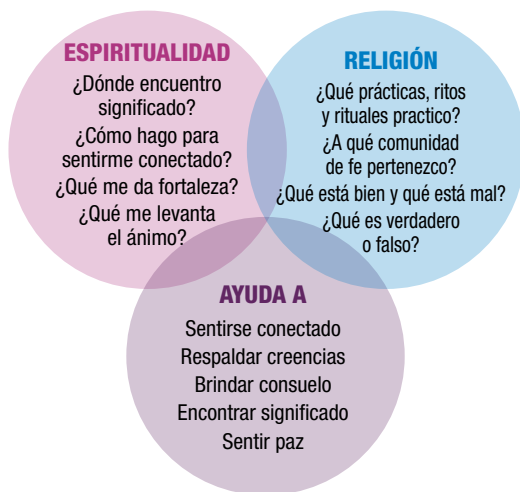 ESPIRITUALIDAD
¿Dónde encuentro
significado?
¿Cómo hago para
sentirme conectado?
¿Qué me da fortaleza?
¿Qué me levanta
el ánimo?
RELIGIÓN
¿Qué prácticas, ritos
y rituales practico?
¿A qué comunidad
de fe pertenezco?
¿Qué está bien y qué está mal?
¿Qué es verdadero
o falso?
AYUDA A
Sentirse conectado
Respaldar creencias
Brindar consuelo
Encontrar significado
Sentir paz